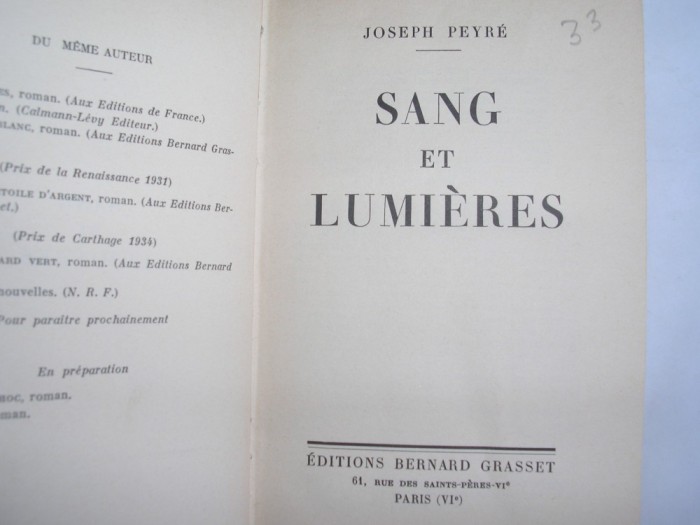 DU MÊME AUTEUR
roman. (Aux Editions de France.)
(Calmann-Lévy Editeur.)
roman. (Aux Editions Bernard Gras-
(Prix de la Renaissance 1931)
TOILE D'ARGENT, roman. (Aux Editions Ber-
et.)
(Prix de Carthage 1934)
ARD VERT, roman. (Aux Editions Bernard
nouvelles. (N. R. F.)
Pour paraître prochainement
En préparation
ROC, roman.
man.
JOSEPH PEYRÉ
33
SANG
ET
LUMIÈRES
ÉDITIONS BERNARD GRASSET
61, RUE DES SAINTS-PÈRES-VIe
PARIS (VIe)